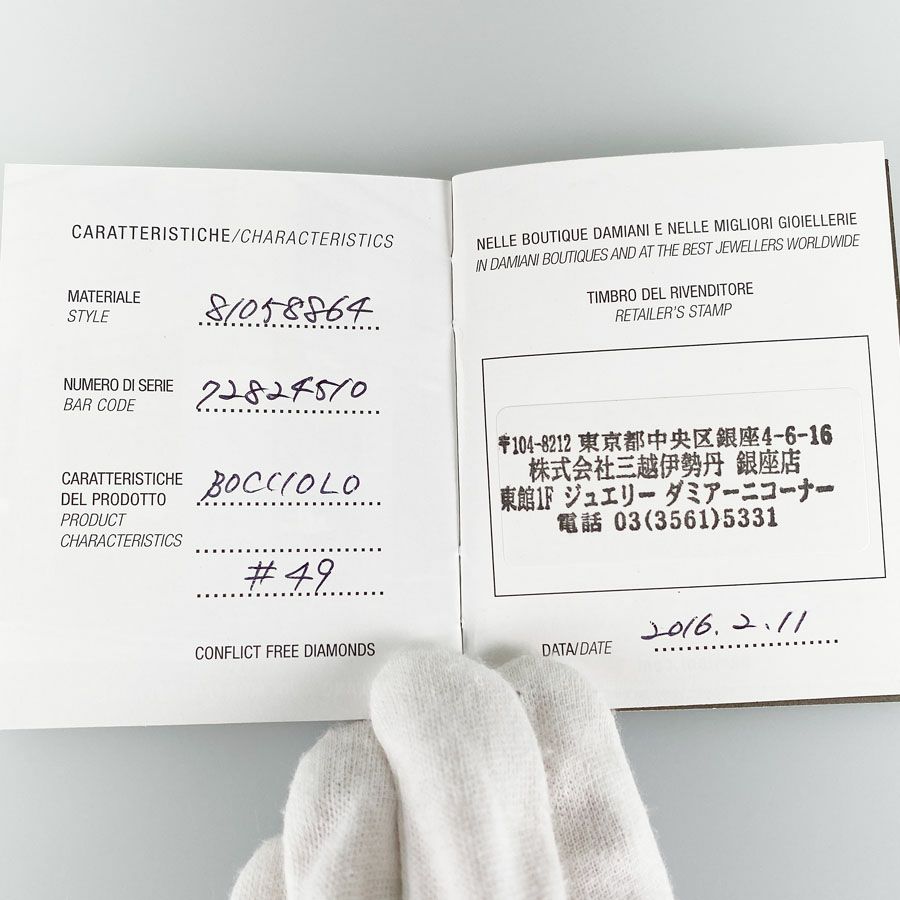 CARATTERISTICHE/CHARACTERISTICS
MATERIALE
STYLE
81058864
NUMERO DI SERIE
BAR CODE
72824510
CARATTERISTICHE
DEL PRODOTTO
PRODUCT
CHARACTERISTICS
BOCCIOLO
#49
CONFLICT FREE DIAMONDS
NELLE BOUTIQUE DAMIANI E NELLE MIGLIORI GIOIELLERIE
IN DAMIANI BOUTIQUES AND AT THE BEST JEWELLERS WORLDWIDE
TIMBRO DEL RIVENDITORE
RETAILER'S STAMP
〒104-8212 東京都中央区銀座4-6-16
株式会社三越伊勢丹 銀座店
東館1F ジュエリー ダミアーニコーナー
電話 03(3561)5331
DATA/DATE 2016.2.11